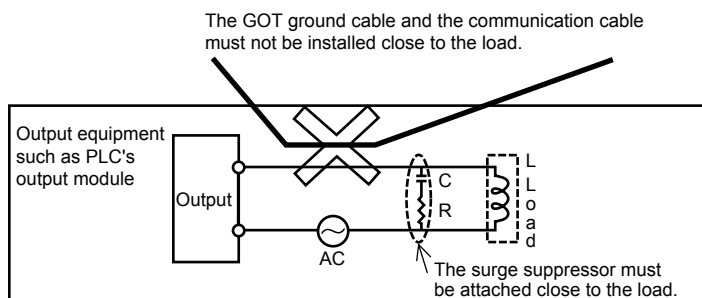 The GOT ground cable and the communication cable
must not be installed close to the load.
Output equipment
such as PLC's
output module
Output
C
R
L
Load
AC
The surge suppressor must
be attached close to the load.